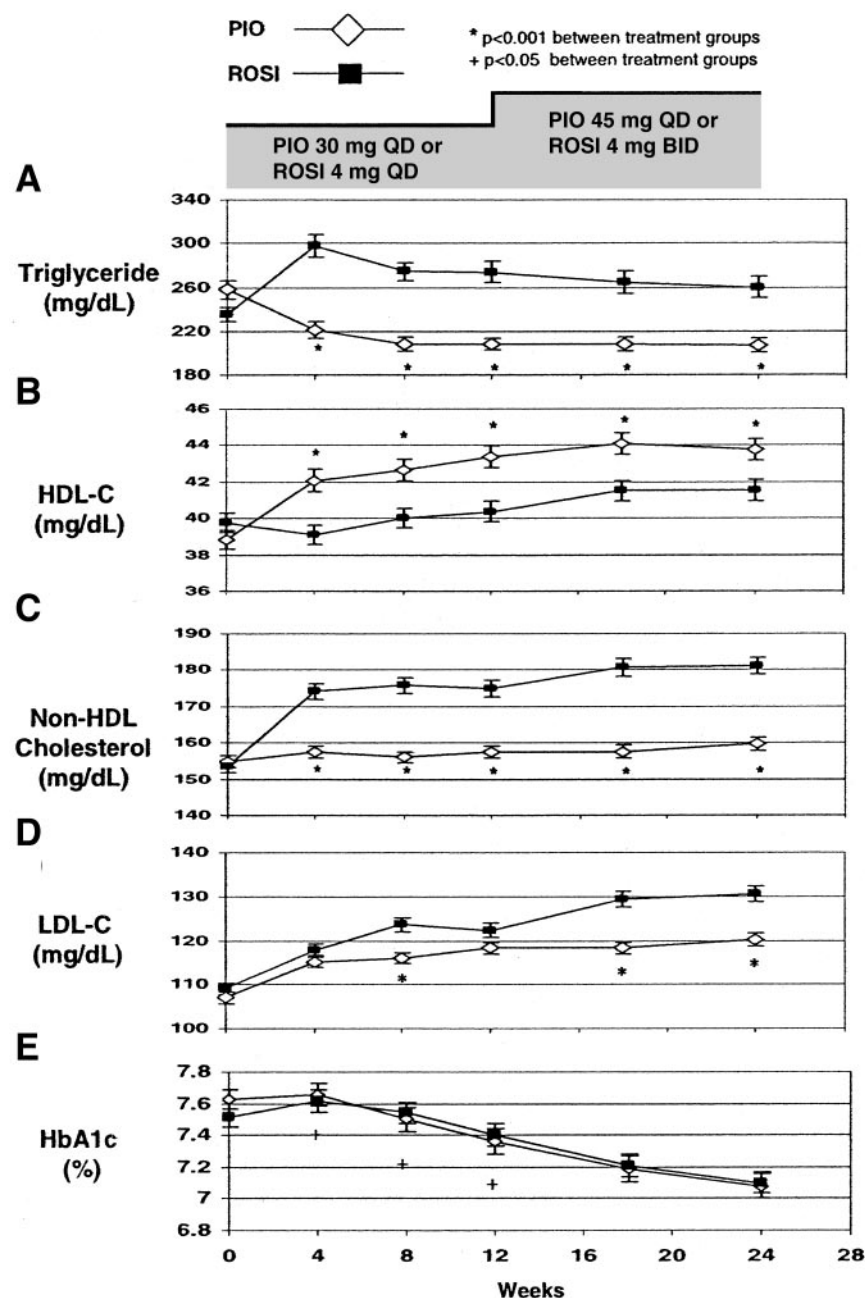 PIO
ROSI
* p<0.001 between treatment groups
+ p<0.05 between treatment groups
PIO 30 mg QD or
ROSI 4 mg QD
PIO 45 mg QD or
ROSI 4 mg BID
A
Triglyceride
(mg/dL)
340
300
260
220
180
* * * * *
B
HDL-C
(mg/dL)
46
44
42
40
38
36
* * * * *
C
Non-HDL
Cholesterol
(mg/dL)
190
180
170
160
150
140
* * * * *
D
LDL-C
(mg/dL)
140
130
120
110
100
* * *
E
HbA1c
(%)
7.8
7.6
7.4
7.2
7
6.8
+ + +
0 4 8 12 16 20 24 28
Weeks